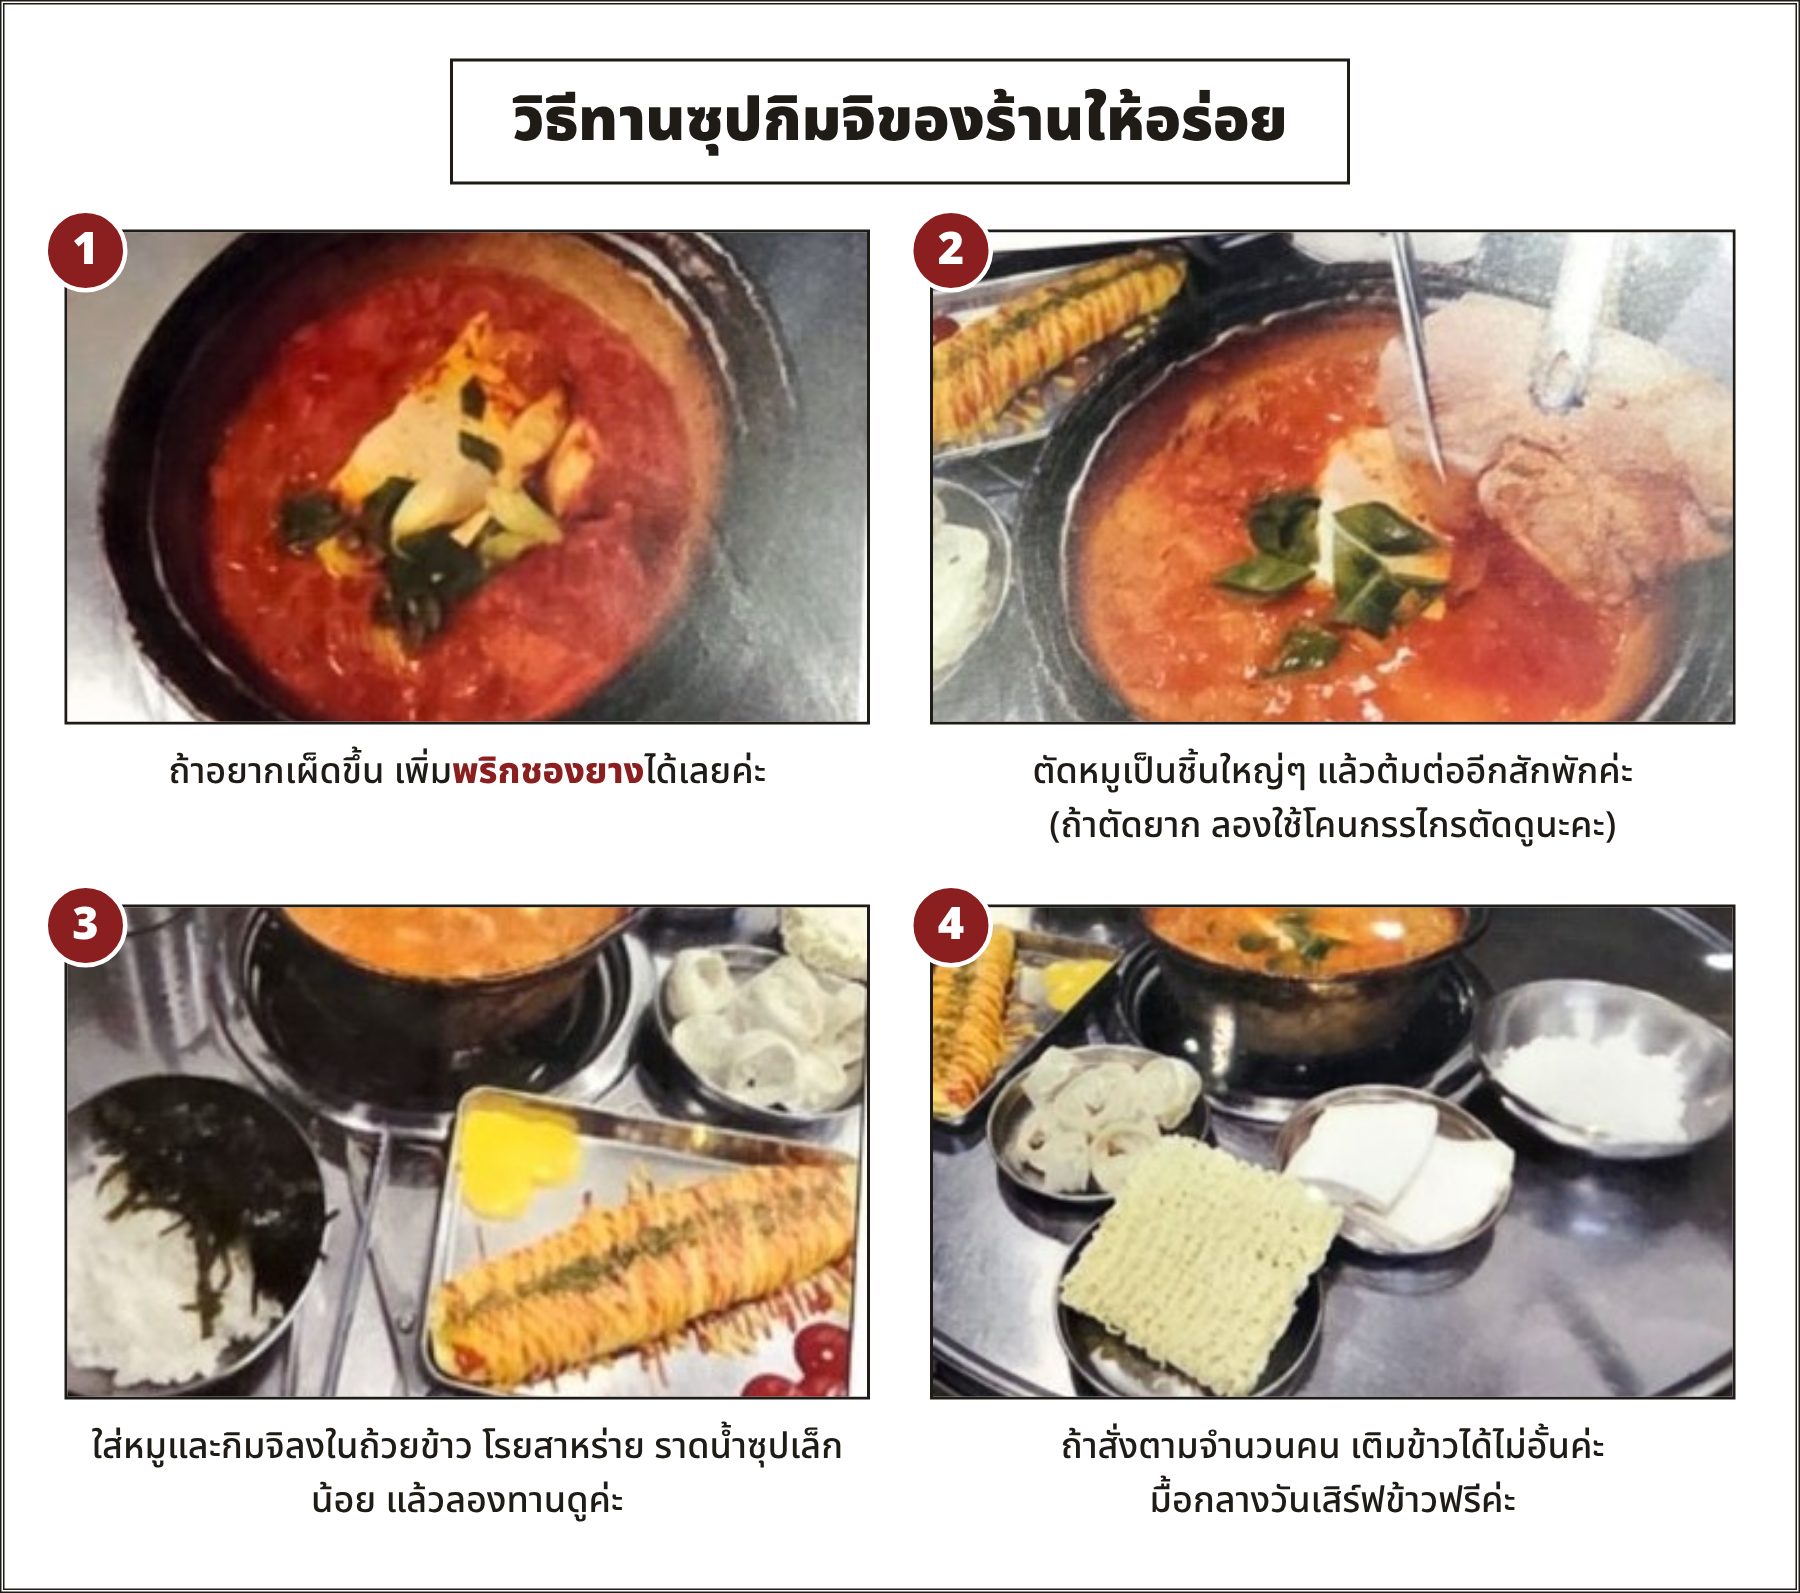 วิธีทานซุปกิมจิของร้านให้อร่อย
1
2
ถ้าอยากเผ็ดขึ้น เพิ่มพริกชองยางได้เลยค่ะ
ตัดหมูเป็นชิ้นใหญ่ๆ แล้วต้มต่ออีกสักพักค่ะ
(ถ้าตัดยาก ลองใช้โคนกรรไกรตัดดูนะคะ)
3
4
ใส่หมูและกิมจิลงในถ้วยข้าว โรยสาหร่าย ราดน้ำซุปเล็ก
น้อย แล้วลองทานดูค่ะ
ถ้าสั่งตามจำนวนคน เติมข้าวได้ไม่อั้นค่ะ
มื้อกลางวันเสิร์ฟข้าวฟรีค่ะ